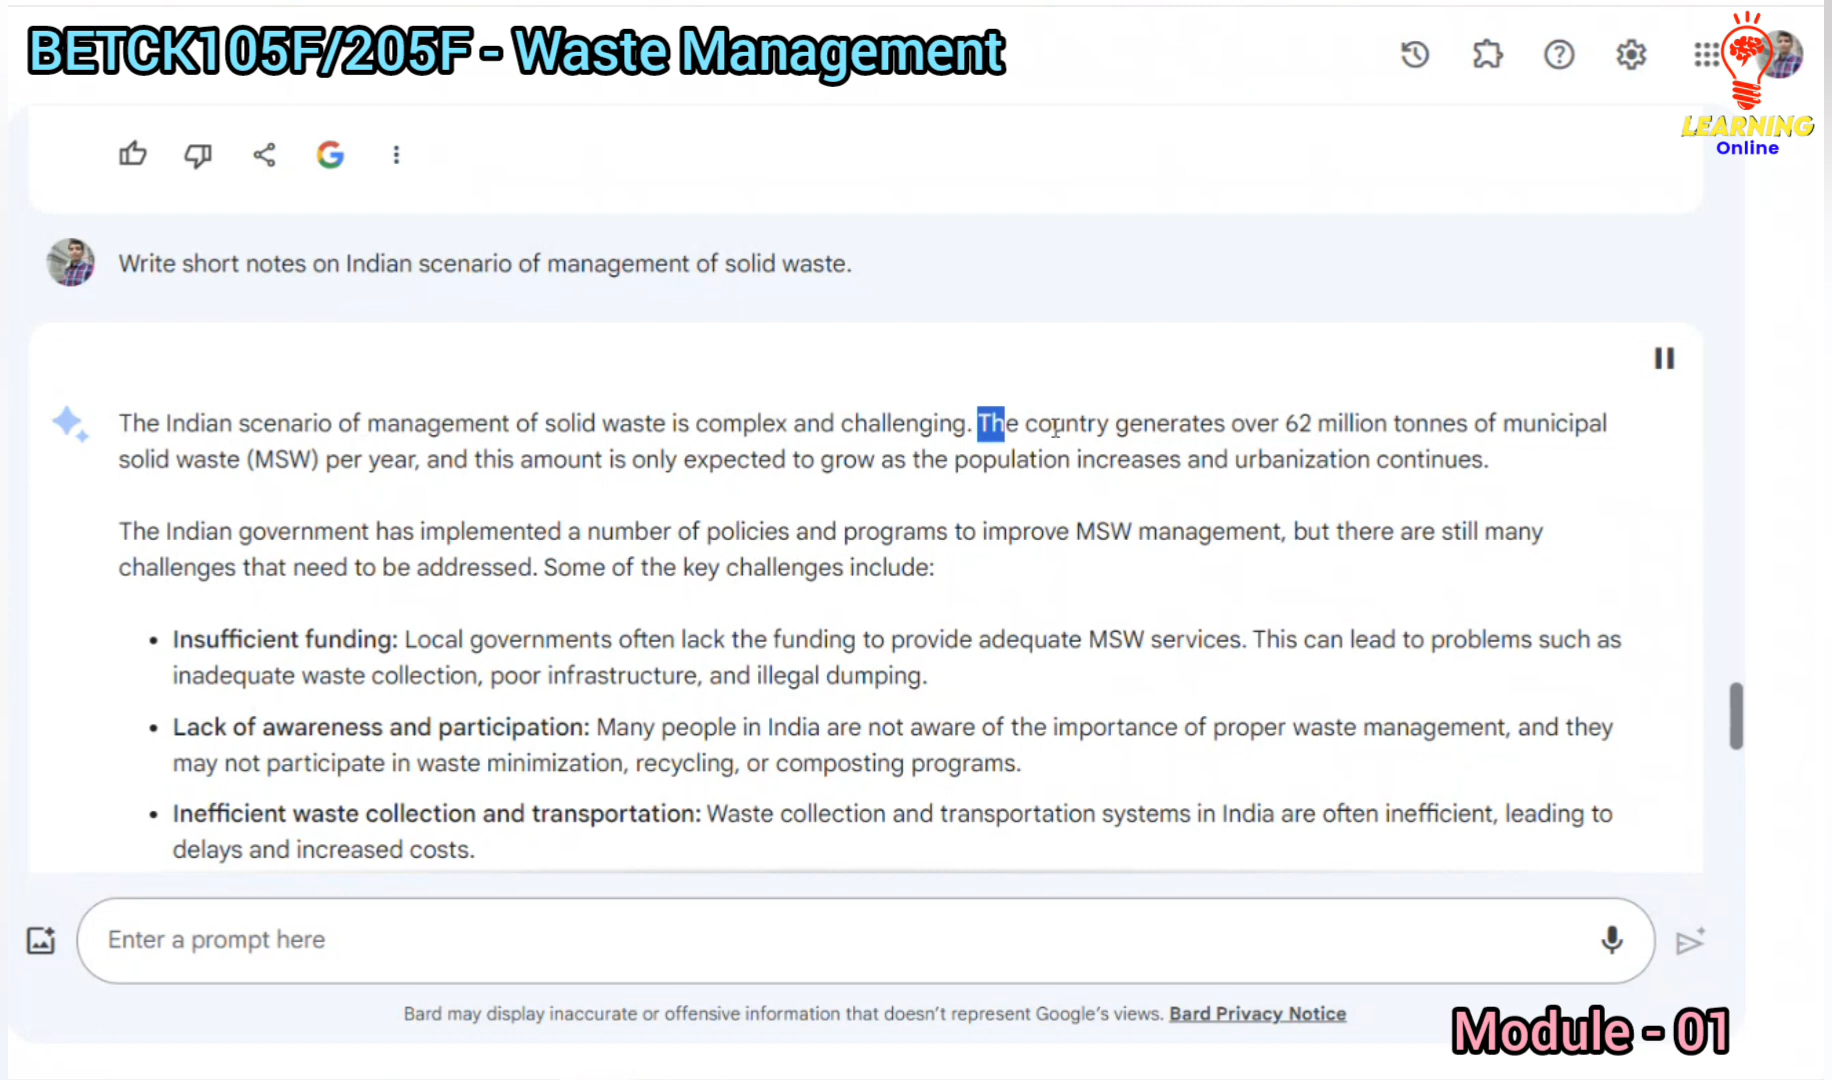 BETCK105F/205F - Waste Management
LEARNING
Online
Write short notes on Indian scenario of management of solid waste.
The Indian scenario of management of solid waste is complex and challenging. The country generates over 62 million tonnes of municipal
solid waste (MSW) per year, and this amount is only expected to grow as the population increases and urbanization continues.
The Indian government has implemented a number of policies and programs to improve MSW management, but there are still many
challenges that need to be addressed. Some of the key challenges include:
• Insufficient funding: Local governments often lack the funding to provide adequate MSW services. This can lead to problems such as
inadequate waste collection, poor infrastructure, and illegal dumping.
• Lack of awareness and participation: Many people in India are not aware of the importance of proper waste management, and they
may not participate in waste minimization, recycling, or composting programs.
• Inefficient waste collection and transportation: Waste collection and transportation systems in India are often inefficient, leading to
delays and increased costs.
Enter a prompt here
Bard may display inaccurate or offensive information that doesn't represent Google's views. Bard Privacy Notice
Module - 01